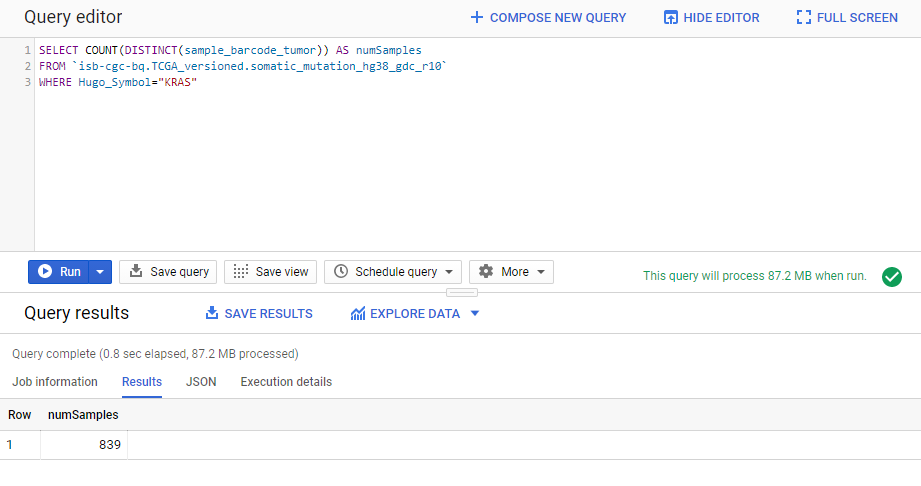 Query editor
COMPOSE NEW QUERY
HIDE EDITOR
FULL SCREEN
1 SELECT COUNT(DISTINCT(sample_barcode_tumor)) AS numSamples
2 FROM `isb-cgc-bq.TCGA_versioned.somatic_mutation_hg38_gdc_r10`
3 WHERE Hugo_Symbol="KRAS"
Run
Save query
Save view
Schedule query
More
This query will process 87.2 MB when run.
Query results
SAVE RESULTS
EXPLORE DATA
Query complete (0.8 sec elapsed, 87.2 MB processed)
Job information Results JSON Execution details
Row numSamples
1 839